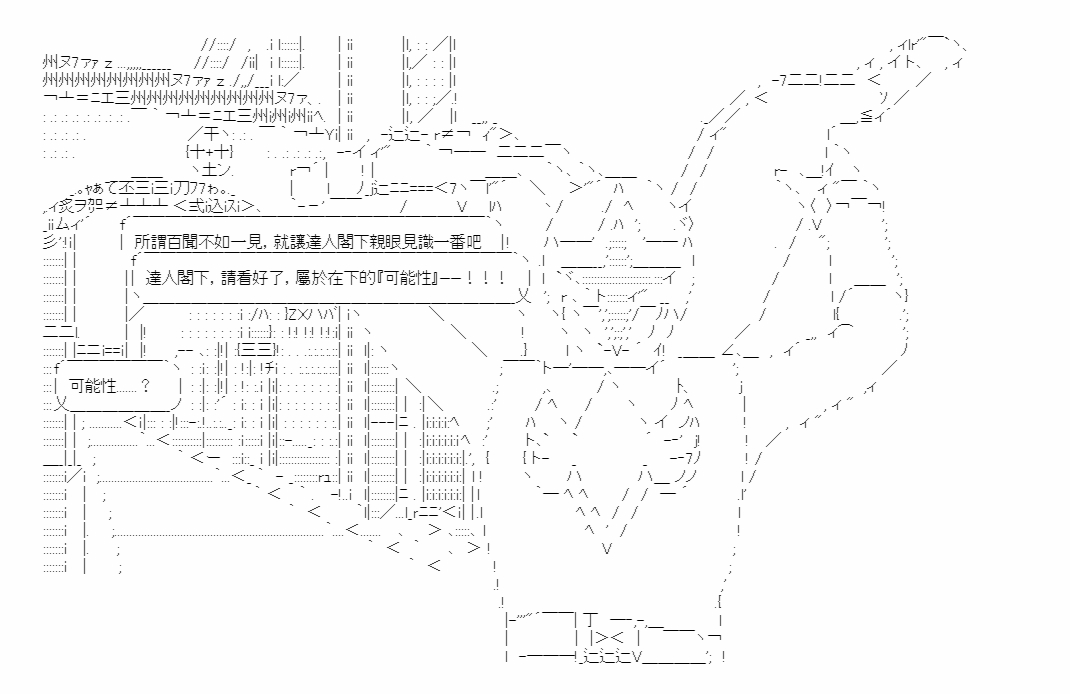 所謂百聞不如一見，就讓達人閣下親眼見識一番吧
達人閣下，請看好了，屬於在下的『可能性』——！！！
可能性……？